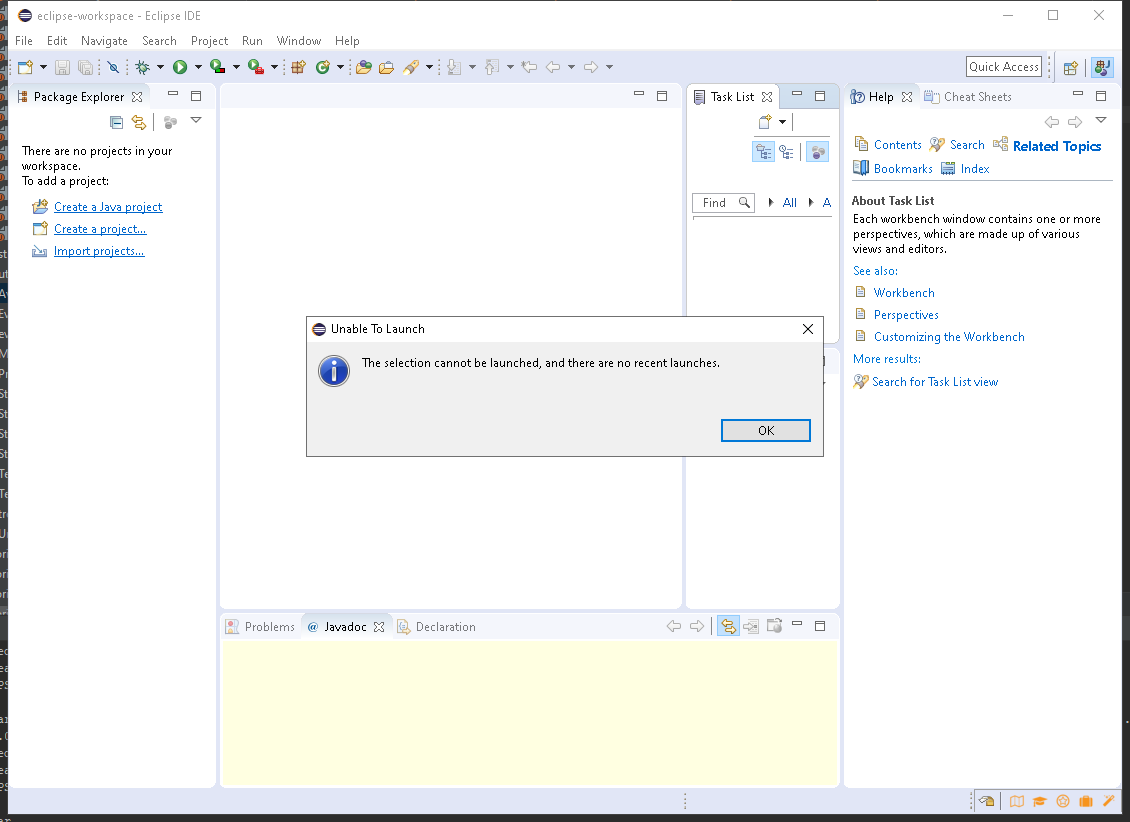 eclipse-workspace - Eclipse IDE
File Edit Navigate Search Project Run Window Help
Quick Access
Package Explorer
There are no projects in your
workspace.
To add a project:
Create a Java project
Create a project...
Import projects...
Task List
Find
All
A
Help
Cheat Sheets
Contents
Search
Related Topics
Bookmarks
Index
About Task List
Each workbench window contains one or more
perspectives, which are made up of various
views and editors.
See also:
Workbench
Perspectives
Customizing the Workbench
More results:
Search for Task List view
Unable To Launch
The selection cannot be launched, and there are no recent launches.
OK
Problems
@ Javadoc
Declaration